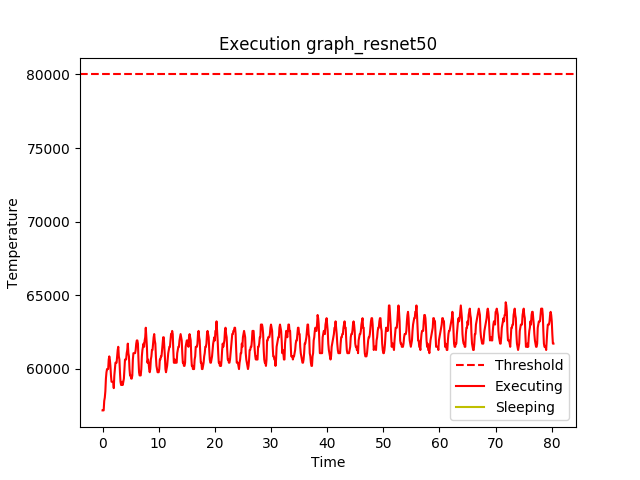 Execution graph_resnet50
80000
75000
70000
65000
60000
Temperature
0 10 20 30 40 50 60 70 80
Time
Threshold
Executing
Sleeping